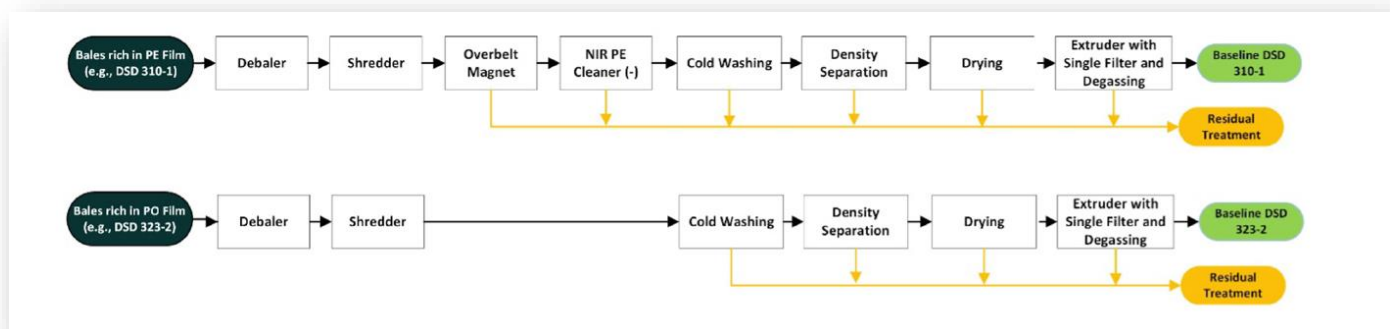 Bales rich in PE Film
(e.g., DSD 310-1)
Debaler
Shredder
Overbelt
Magnet
NIR PE
Cleaner (-)
Cold Washing
Density
Separation
Drying
Extruder with
Single Filter and
Degassing
Baseline DSD
310-1
Residual
Treatment
Bales rich in PO Film
(e.g., DSD 323-2)
Debaler
Shredder
Cold Washing
Density
Separation
Drying
Extruder with
Single Filter and
Degassing
Baseline DSD
323-2
Residual
Treatment